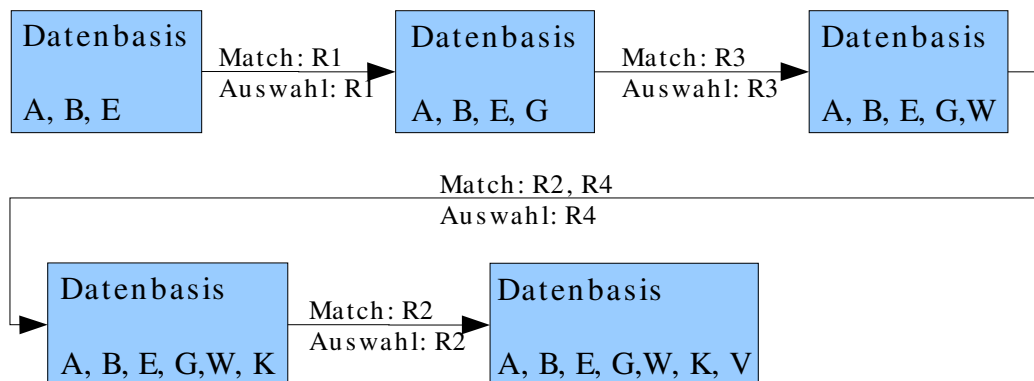 Datenbasis
A, B, E
Match: R1
Auswahl: R1
Datenbasis
A, B, E, G
Match: R3
Auswahl: R3
Datenbasis
A, B, E, G,W
Match: R2, R4
Auswahl: R4
Datenbasis
A, B, E, G,W, K
Match: R2
Auswahl: R2
Datenbasis
A, B, E, G,W, K, V